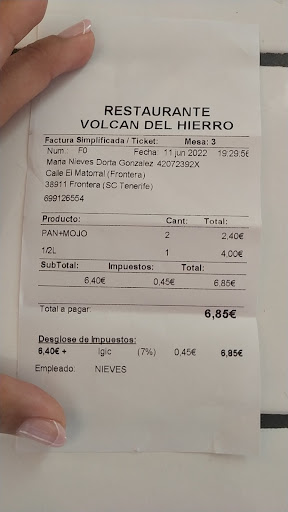 RESTAURANTE
VOLCAN DEL HIERRO
Factura Simplificada / Ticket: Mesa: 3
Num.: F0 Fecha: 11 jun 2022 19:29:56
Maria Nieves Dorta Gonzalez 42072392X
Calle El Matorral (Frontera)
38911 Frontera (SC Tenerife)
699126554
Producto: Cant: Total:
PAN+MOJO 2 2,40€
1/2L 1 4,00€
SubTotal: Impuestos: Total:
6,40€ 0,45€ 6,85€
Total a pagar: 6,85€
Desglose de Impuestos:
6,40€ + Igic (7%) 0,45€ 6,85€
Empleado: NIEVES